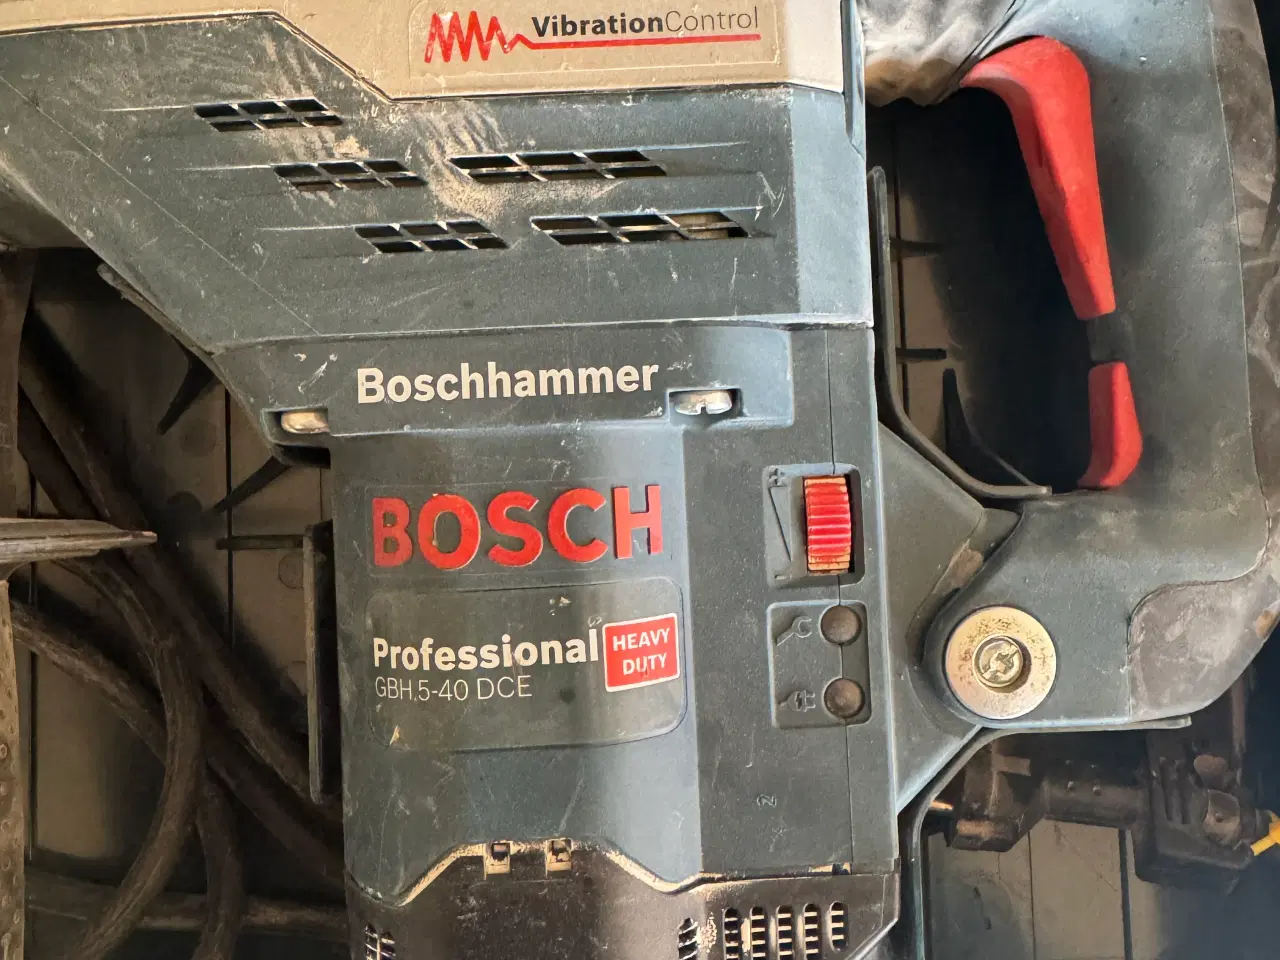 VibrationControl
Boschhammer
BOSCH
Professional
HEAVY
DUTY
GBH 5-40 DCE